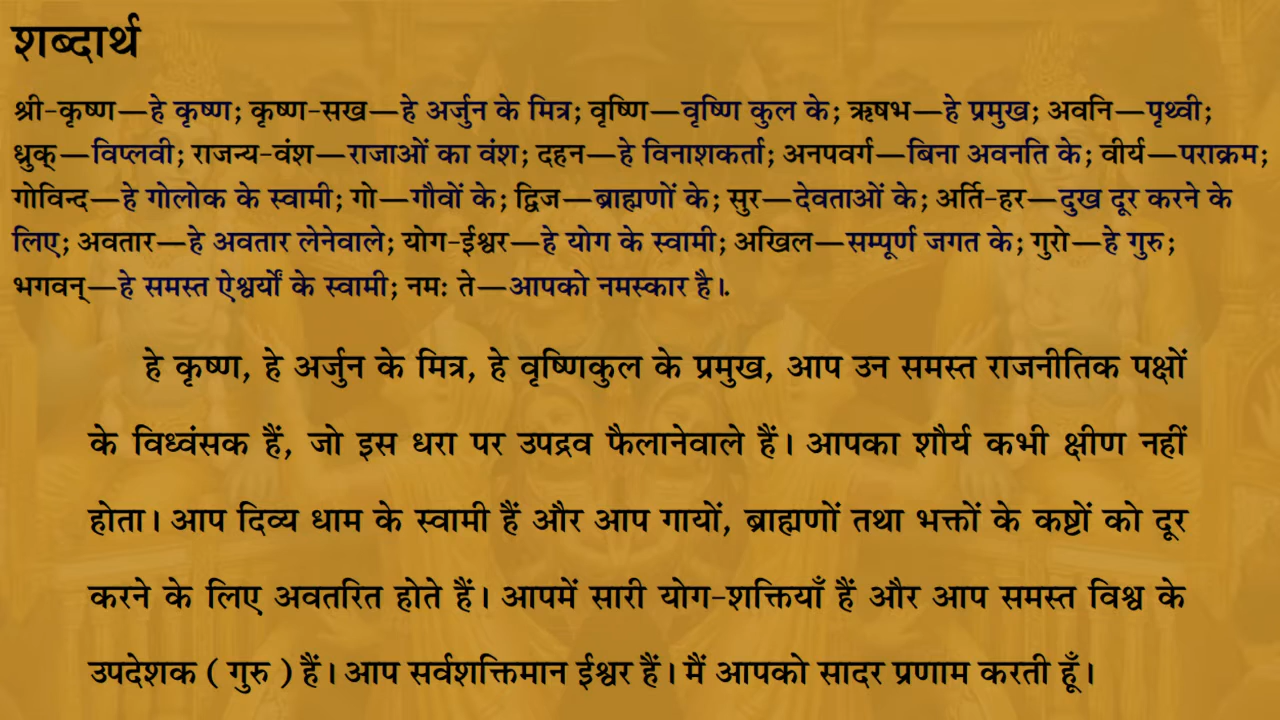 शब्दार्थ
श्री-कृष्ण—हे कृष्ण; कृष्ण-सख—हे अर्जुन के मित्र; वृष्णि—वृष्णि कुल के; ऋषभ—हे प्रमुख; अवनि—पृथ्वी;
ध्रुक्—विप्लवी; राजन्य-वंश—राजाओं का वंश; दहन—हे विनाशकर्ता; अनपवर्ग—बिना अवनति के; वीर्य—पराक्रम;
गोविन्द—हे गोलोक के स्वामी; गो—गौवों के; द्विज—ब्राह्मणों के; सुर—देवताओं के; अर्ति-हर—दुख दूर करने के
लिए; अवतार—हे अवतार लेनेवाले; योग-ईश्वर—हे योग के स्वामी; अखिल—सम्पूर्ण जगत के; गुरो—हे गुरु;
भगवन्—हे समस्त ऐश्वर्यों के स्वामी; नमः ते—आपको नमस्कार है।.
हे कृष्ण, हे अर्जुन के मित्र, हे वृष्णिकुल के प्रमुख, आप उन समस्त राजनीतिक पक्षों
के विध्वंसक हैं, जो इस धरा पर उपद्रव फैलानेवाले हैं। आपका शौर्य कभी क्षीण नहीं
होता। आप दिव्य धाम के स्वामी हैं और आप गायों, ब्राह्मणों तथा भक्तों के कष्टों को दूर
करने के लिए अवतरित होते हैं। आपमें सारी योग-शक्तियाँ हैं और आप समस्त विश्व के
उपदेशक ( गुरु ) हैं। आप सर्वशक्तिमान ईश्वर हैं। मैं आपको सादर प्रणाम करती हूँ।